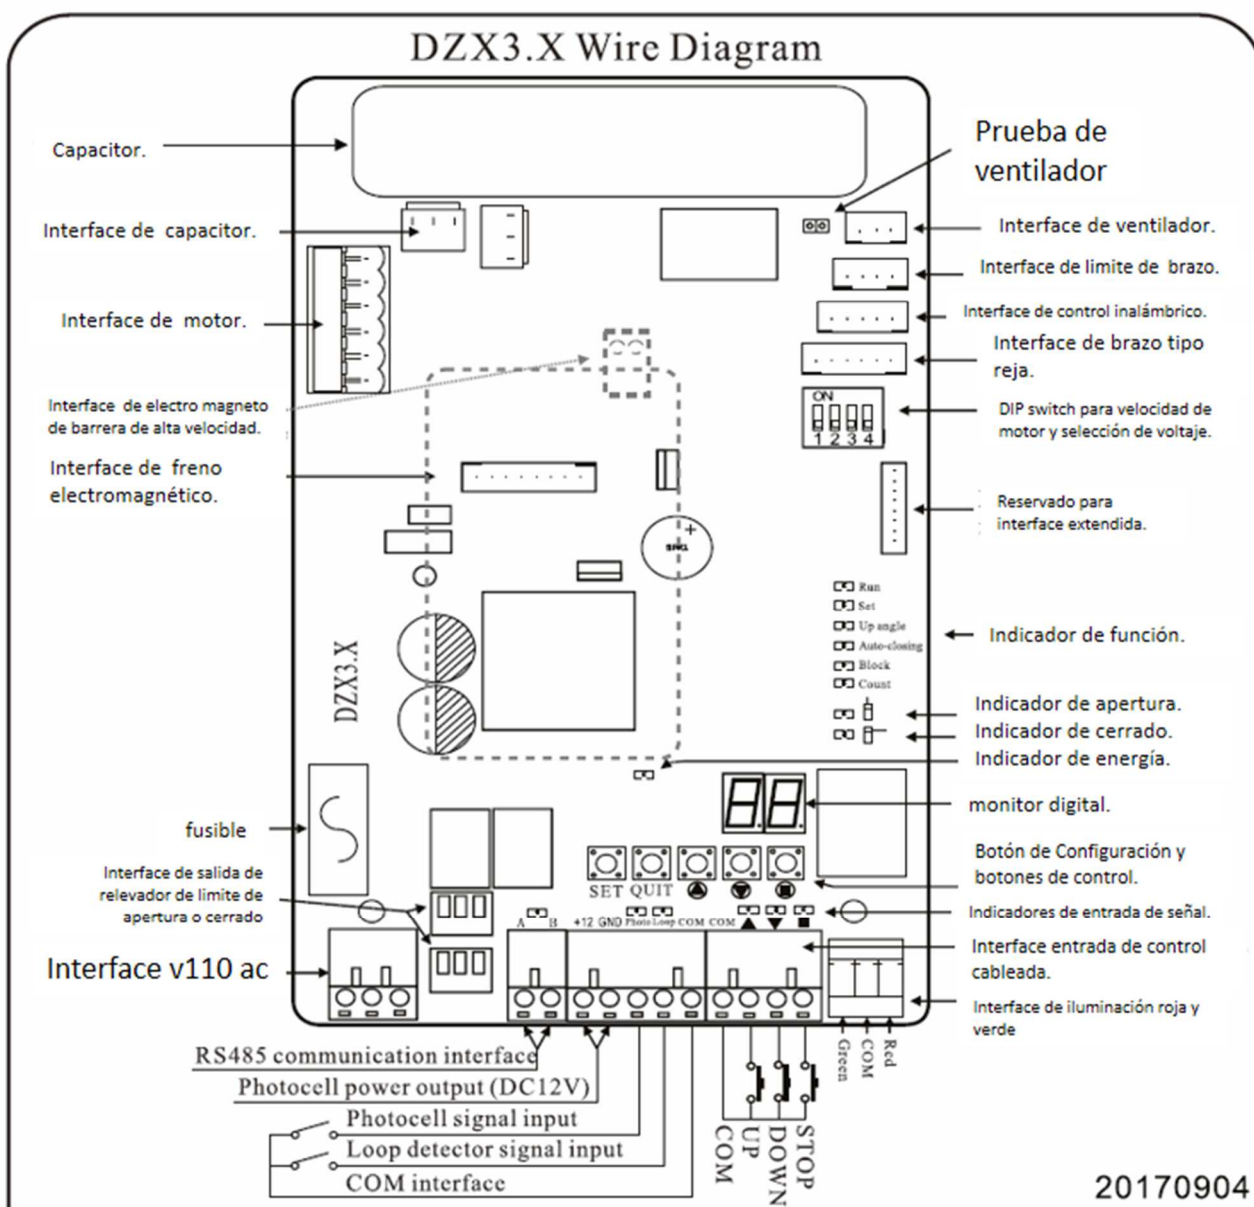 DZX3.X Wire Diagram
Capacitor.
Interface de capacitor.
Interface de motor.
Interface de electro magneto
de barrera de alta velocidad.
Interface de freno
electromagnético.
fusible
Interface de salida de
relevador de limite de
apertura o cerrado
Interface v110 ac
Prueba de
ventilador
Interface de ventilador.
Interface de limite de brazo.
Interface de control inalámbrico.
Interface de brazo tipo
reja.
ON
1 2 3 4
DIP switch para velocidad de
motor y selección de voltaje.
Reservado para
interface extendida.
Run
Set
Up angle
Auto-closing
Block
Count
Indicador de función.
Indicador de apertura.
Indicador de cerrado.
Indicador de energía.
monitor digital.
Botón de Configuración y
botones de control.
Indicadores de entrada de señal.
Interface entrada de control
cableada.
Interface de iluminación roja y
verde
DZX3.X
SET QUIT
A B +12 GND Photo Loop COM COM
Green
COM
Red
RS485 communication interface
Photocell power output (DC12V)
Photocell signal input
Loop detector signal input
COM interface
COM
UP
DOWN
STOP
20170904